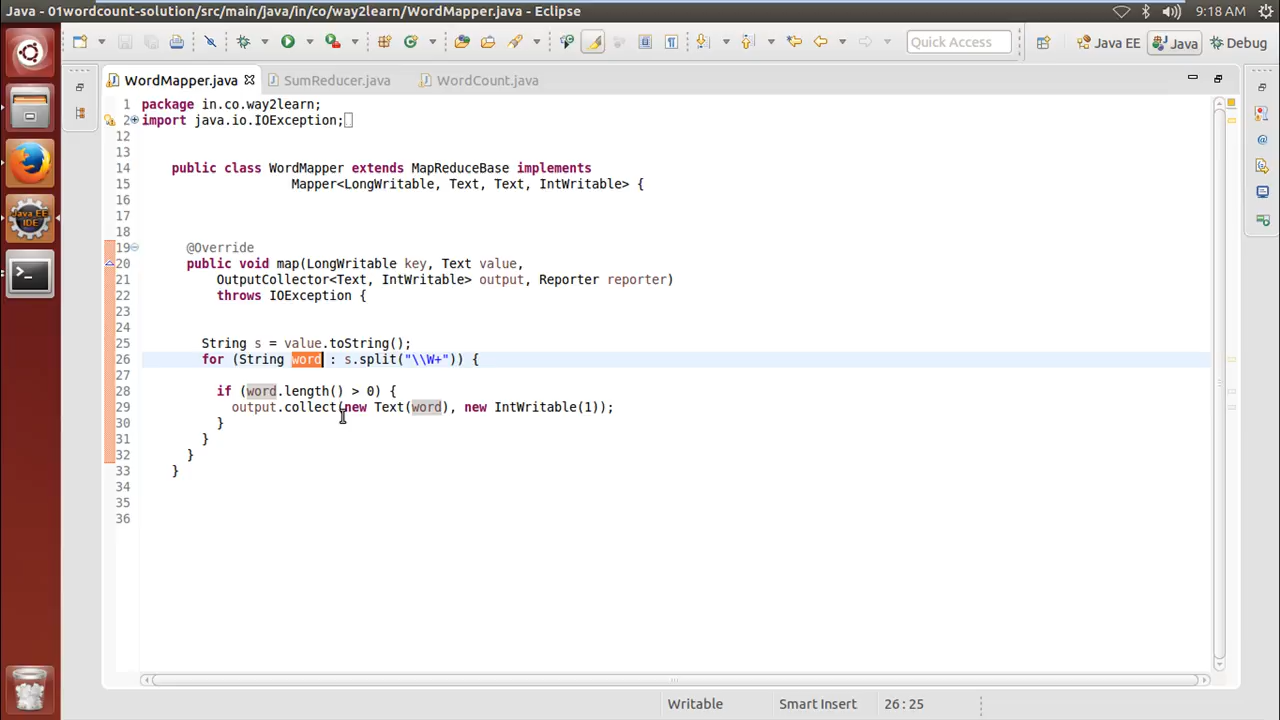 Java - 01wordcount-solution/src/main/java/in/co/way2learn/WordMapper.java - Eclipse
9:18 AM
Quick Access
Java EE
Java
Debug
WordMapper.java
SumReducer.java
WordCount.java
1 package in.co.way2learn;
2 import java.io.IOException;
12
13
14 public class WordMapper extends MapReduceBase implements
15 Mapper<LongWritable, Text, Text, IntWritable> {
16
17
18
19 @Override
20 public void map(LongWritable key, Text value,
21 OutputCollector<Text, IntWritable> output, Reporter reporter)
22 throws IOException {
23
24
25 String s = value.toString();
26 for (String word : s.split("\\W+")) {
27
28 if (word.length() > 0) {
29 output.collect(new Text(word), new IntWritable(1));
30 }
31 }
32 }
33 }
34
35
36
Java EE
IDE
Writable
Smart Insert
26 : 25